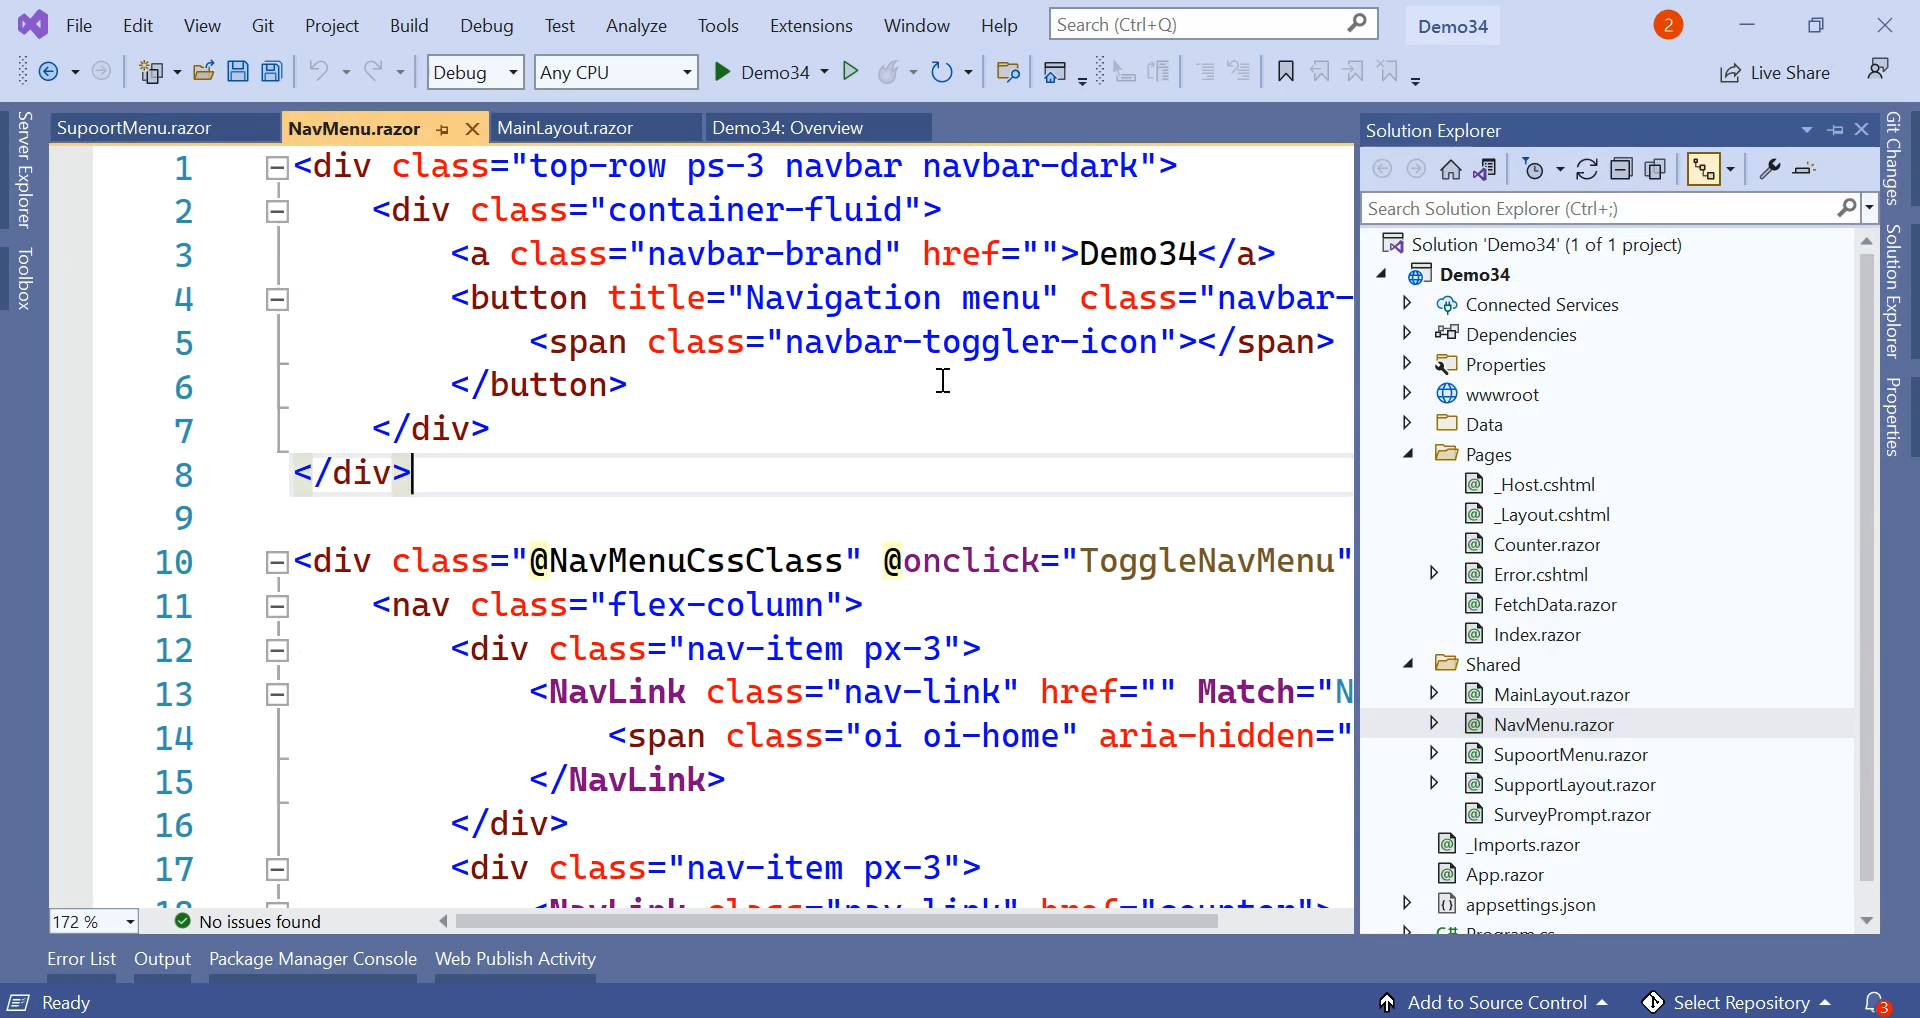 File Edit View Git Project Build Debug Test Analyze Tools Extensions Window Help Search (Ctrl+Q) Demo34 2
Debug Any CPU Demo34 Live Share
SupoortMenu.razor NavMenu.razor MainLayout.razor Demo34: Overview
Server Explorer
Toolbox
1 <div class="top-row ps-3 navbar navbar-dark">
2 <div class="container-fluid">
3 <a class="navbar-brand" href="">Demo34</a>
4 <button title="Navigation menu" class="navbar-
5 <span class="navbar-toggler-icon"></span>
6 </button>
7 </div>
8 </div>
9
10 <div class="@NavMenuCssClass" @onclick="ToggleNavMenu"
11 <nav class="flex-column">
12 <div class="nav-item px-3">
13 <NavLink class="nav-link" href="" Match="N
14 <span class="oi oi-home" aria-hidden="
15 </NavLink>
16 </div>
17 <div class="nav-item px-3">
18 <NavLink class="nav-link" href="counter">
172 % No issues found
Solution Explorer
Search Solution Explorer (Ctrl+;)
Solution 'Demo34' (1 of 1 project)
Demo34
Connected Services
Dependencies
Properties
wwwroot
Data
Pages
_Host.cshtml
_Layout.cshtml
Counter.razor
Error.cshtml
FetchData.razor
Index.razor
Shared
MainLayout.razor
NavMenu.razor
SupoortMenu.razor
SupportLayout.razor
SurveyPrompt.razor
_Imports.razor
App.razor
appsettings.json
C# Program.cs
Git Changes
Solution Explorer
Properties
Error List Output Package Manager Console Web Publish Activity
Ready Add to Source Control Select Repository 3